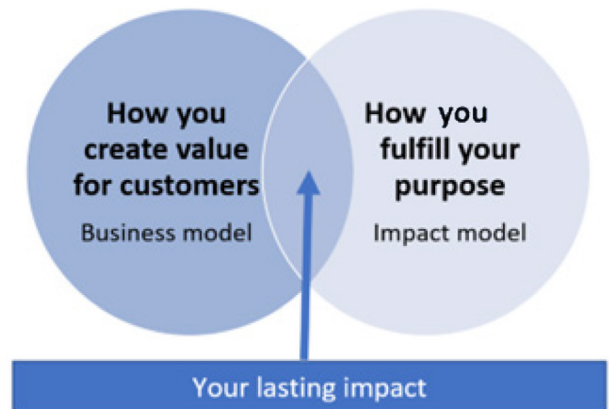 How you
create value
for customers
Business model
How you
fulfill your
purpose
Impact model
Your lasting impact